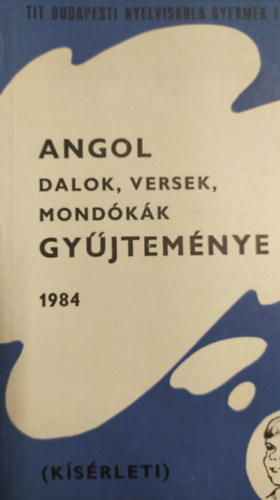 TIT BUDAPESTI NYELVISKOLA GYERMEK
ANGOL
DALOK, VERSEK,
MONDÓKÁK
GYŰJTEMÉNYE
1984
(KÍSÉRLETI)